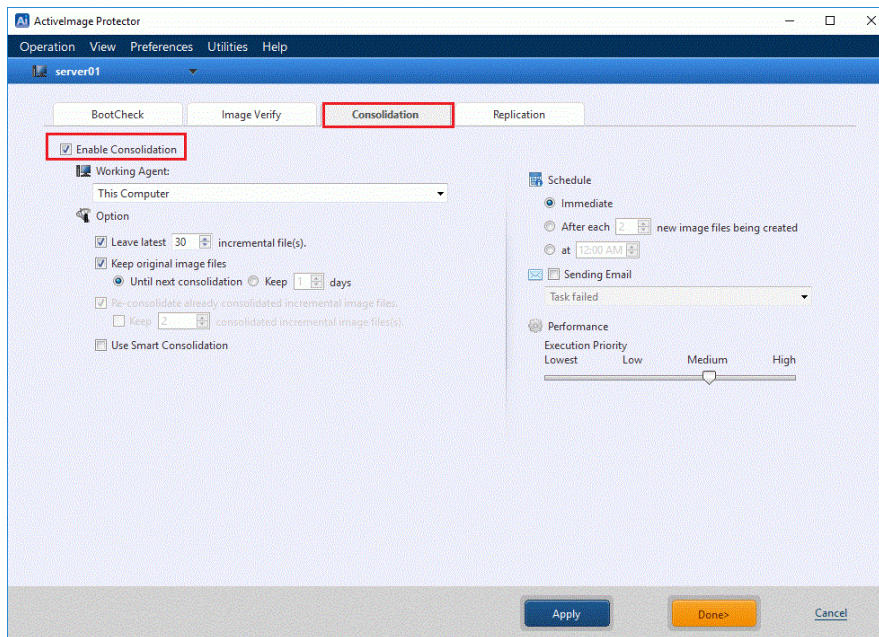 Ai ActiveImage Protector
Operation View Preferences Utilities Help
server01
BootCheck Image Verify Consolidation Replication
Enable Consolidation
Working Agent:
This Computer
Option
Leave latest 30 incremental file(s).
Keep original image files
Until next consolidation Keep 1 days
Re-consolidate already consolidated incremental image files.
Keep 2 consolidated incremental image files(s).
Use Smart Consolidation
Schedule
Immediate
After each 2 new image files being created
at 12:00 AM
Sending Email
Task failed
Performance
Execution Priority
Lowest Low Medium High
Apply Done> Cancel